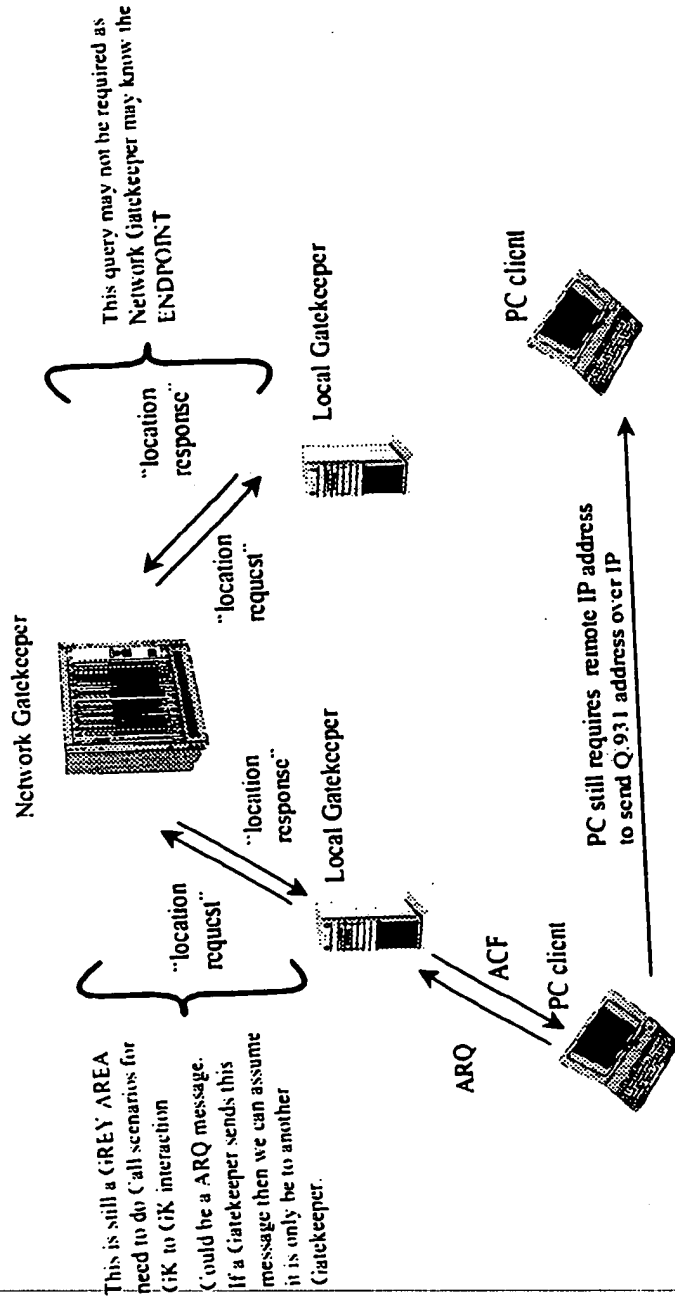 Network Gatekeeper
This is still a GREY AREA
need to do Call scenarios for
GK to GK interaction
Could be a ARQ message.
If a Gatekeeper sends this
message then we can assume
it is only be to another
Gatekeeper.
"location
request"
"location
response"
"location
request"
"location
response"
This query may not be required as
Network Gatekeeper may know the
ENDPOINT
Local Gatekeeper
Local Gatekeeper
ARQ
ACF
PC client
PC client
PC still requires remote IP address
to send Q.931 address over IP